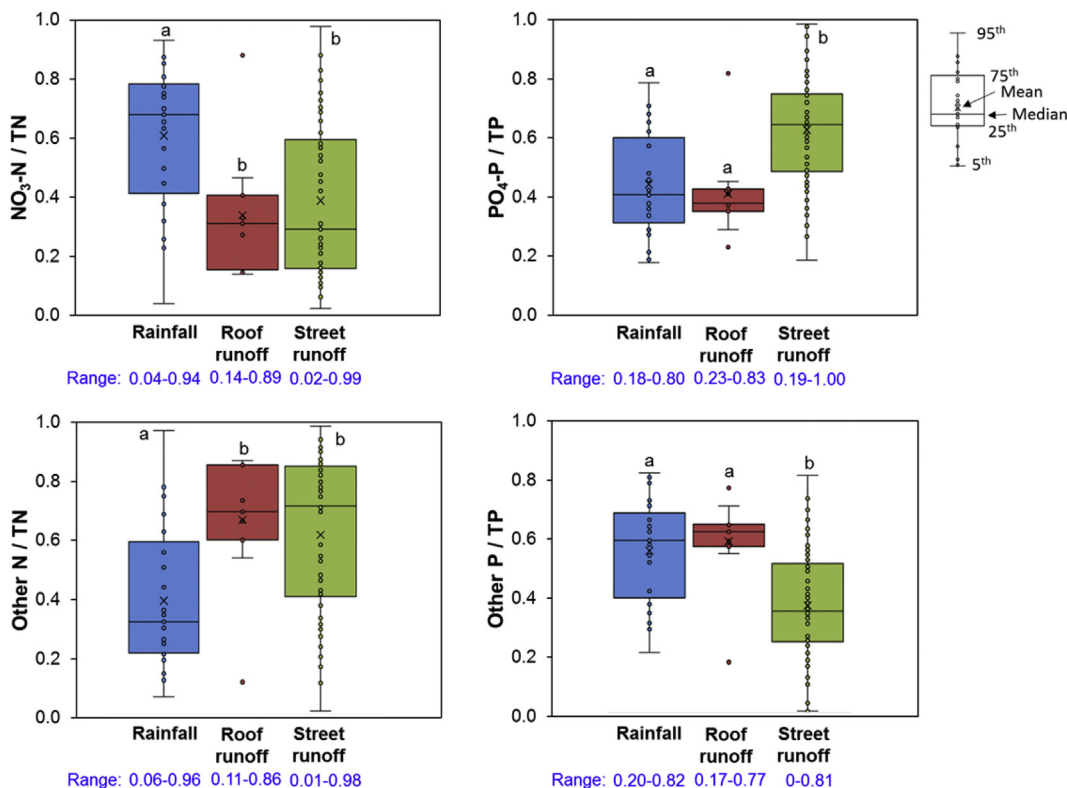 1.0
0.8
0.6
0.4
0.2
0.0
NO3-N / TN
a
b
b
Rainfall
Roof
runoff
Street
runoff
Range: 0.04-0.94 0.14-0.89 0.02-0.99
1.0
0.8
0.6
0.4
0.2
0.0
PO4-P / TP
a
a
b
Rainfall
Roof
runoff
Street
runoff
Range: 0.18-0.80 0.23-0.83 0.19-1.00
95th
75th
Mean
Median
25th
5th
1.0
0.8
0.6
0.4
0.2
0.0
Other N / TN
a
b
b
Rainfall
Roof
runoff
Street
runoff
Range: 0.06-0.96 0.11-0.86 0.01-0.98
1.0
0.8
0.6
0.4
0.2
0.0
Other P / TP
a
a
b
Rainfall
Roof
runoff
Street
runoff
Range: 0.20-0.82 0.17-0.77 0-0.81